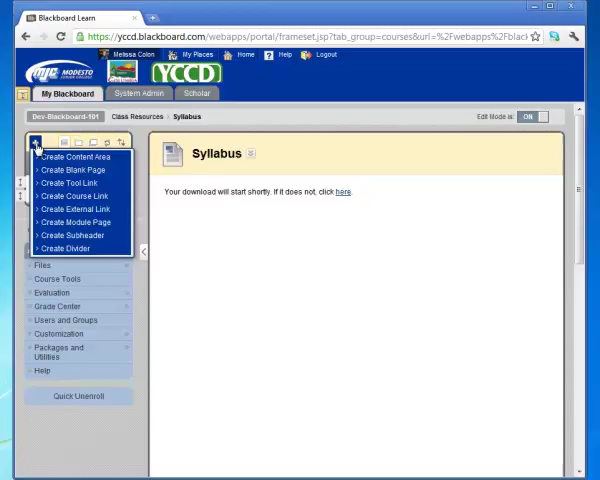 Blackboard Learn
https://yccd.blackboard.com/webapps/portal/frameset.jsp?tab_group=courses&url=%2Fwebapps%2Fblac
Melissa Colon My Places Home Help Logout
mjc MODESTO JUNIOR COLLEGE YCCD
My Blackboard System Admin Scholar
Dev-Blackboard-101 Class Resources > Syllabus Edit Mode is: ON
Syllabus
Your download will start shortly. If it does not, click here.
> Create Content Area
> Create Blank Page
> Create Tool Link
> Create Course Link
> Create External Link
> Create Module Page
> Create Subheader
> Create Divider
Files
Course Tools
Evaluation
Grade Center
Users and Groups
Customization
Packages and
Utilities
Help
Quick Unenroll